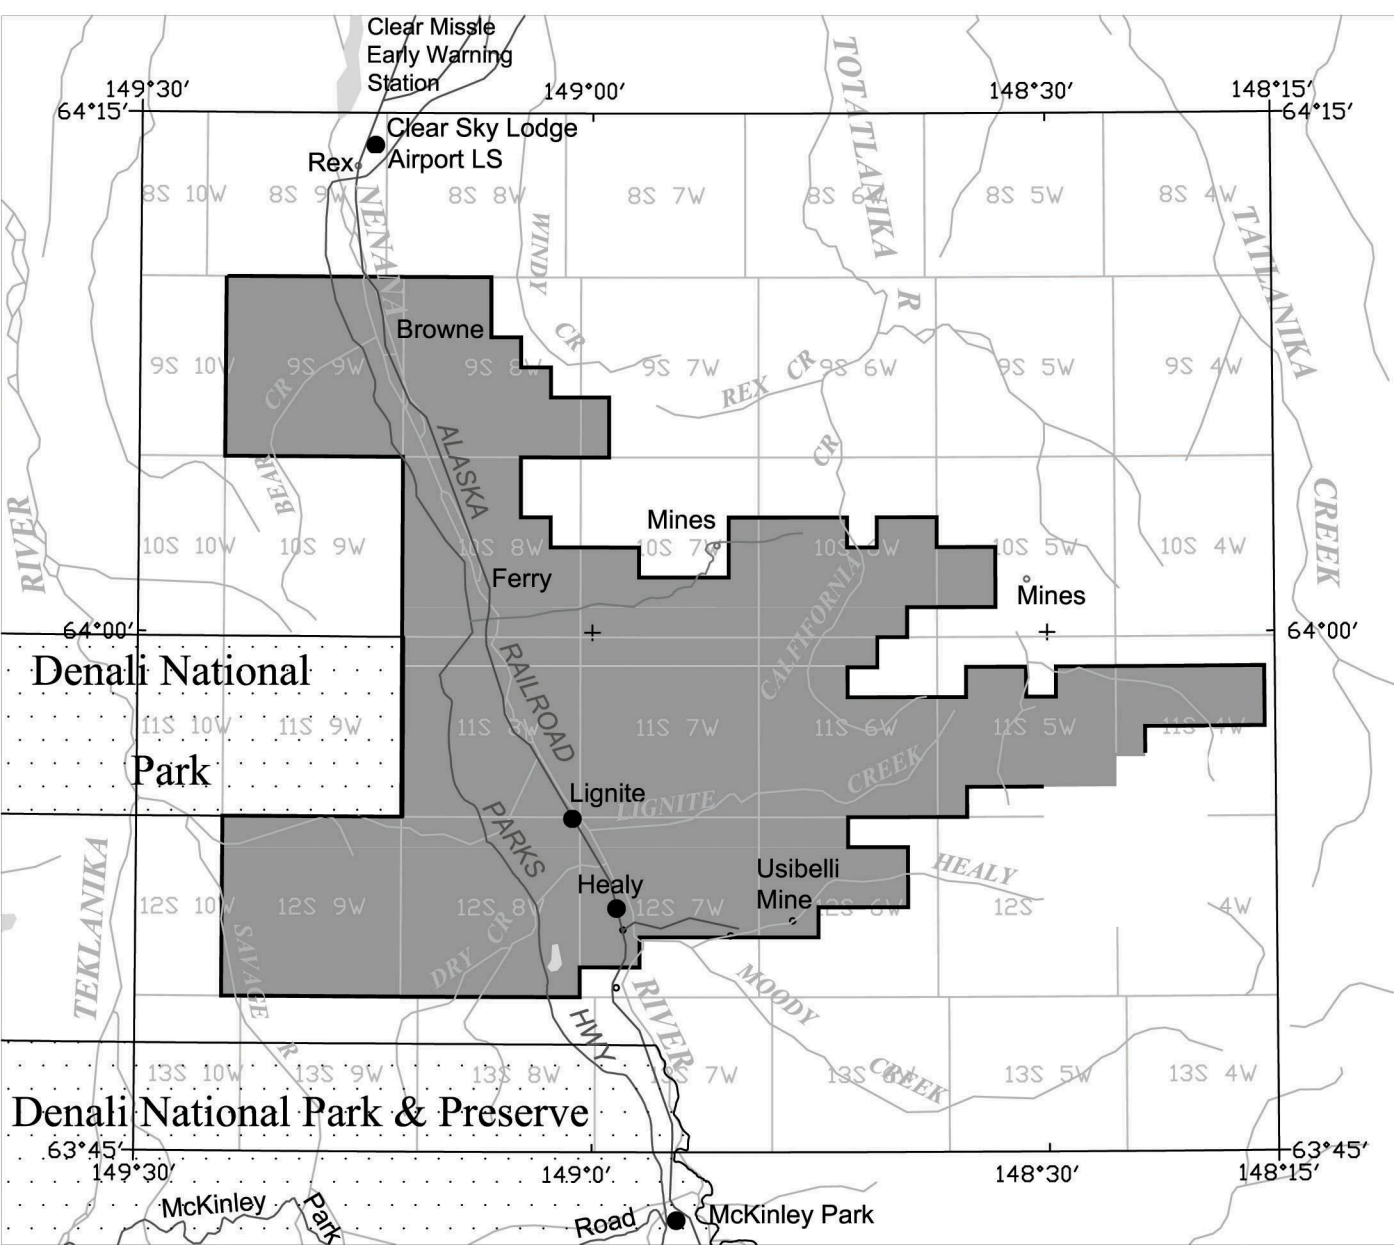 Clear Missle
Early Warning
Station
149°30′
149°00′
148°30′
148°15′
64°15′
64°15′
Clear Sky Lodge
Airport LS
Rex
TOTATLANIKA
R
8S 10W
8S 9W
8S 8W
8S 7W
8S 6W
8S 5W
8S 4W
NENANA
WINDY
CR
TATLANIKA
CREEK
Browne
9S 10W
9S 9W
9S 8W
9S 7W
9S 6W
9S 5W
9S 4W
REX CR
CR
BEAR
CR
ALASKA
RIVER
Mines
10S 10W
10S 9W
10S 8W
10S 7W
10S 6W
10S 5W
10S 4W
Ferry
Mines
CALFIFORNIA
64°00′
64°00′
Denali National
Park
RAILROAD
11S 10W
11S 9W
11S 8W
11S 7W
11S 6W
11S 5W
11S 4W
Lignite
LIGNITE
CREEK
PARKS
Usibelli
Mine
HEALY
Healy
TEKLANIKA
12S 10W
12S 9W
12S 8W
12S 7W
12S 6W
12S
4W
SAVAGE
R
DRY CR
MOODY
CREEK
HWY
RIVER
13S 10W
13S 9W
13S 8W
13S 7W
13S 6W
13S 5W
13S 4W
Denali National Park & Preserve
63°45′
63°45′
149°30′
149°0′
148°30′
148°15′
McKinley
Park
Road
McKinley Park